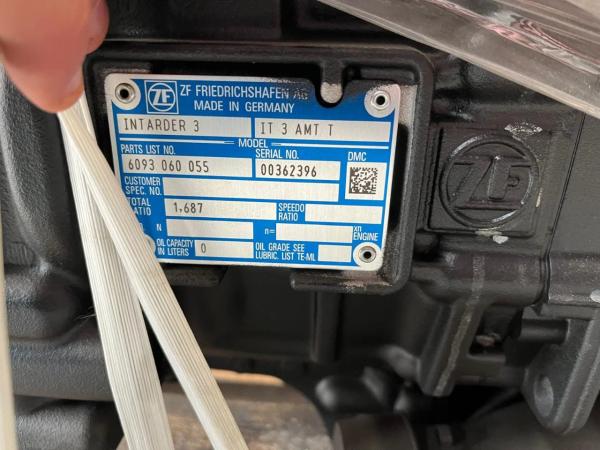 ZF FRIEDRICHSHAFEN AG
MADE IN GERMANY
INTARDER 3 IT 3 AMT T
MODEL
PARTS LIST NO. SERIAL NO. DMC
6093 060 055 00362396
CUSTOMER
SPEC. NO.
TOTAL SPEEDO
RATIO 1,687 RATIO
N n= xn
ENGINE
OIL CAPACITY 0 OIL GRADE SEE
IN LITERS LUBRIC. LIST TE-ML
ZF